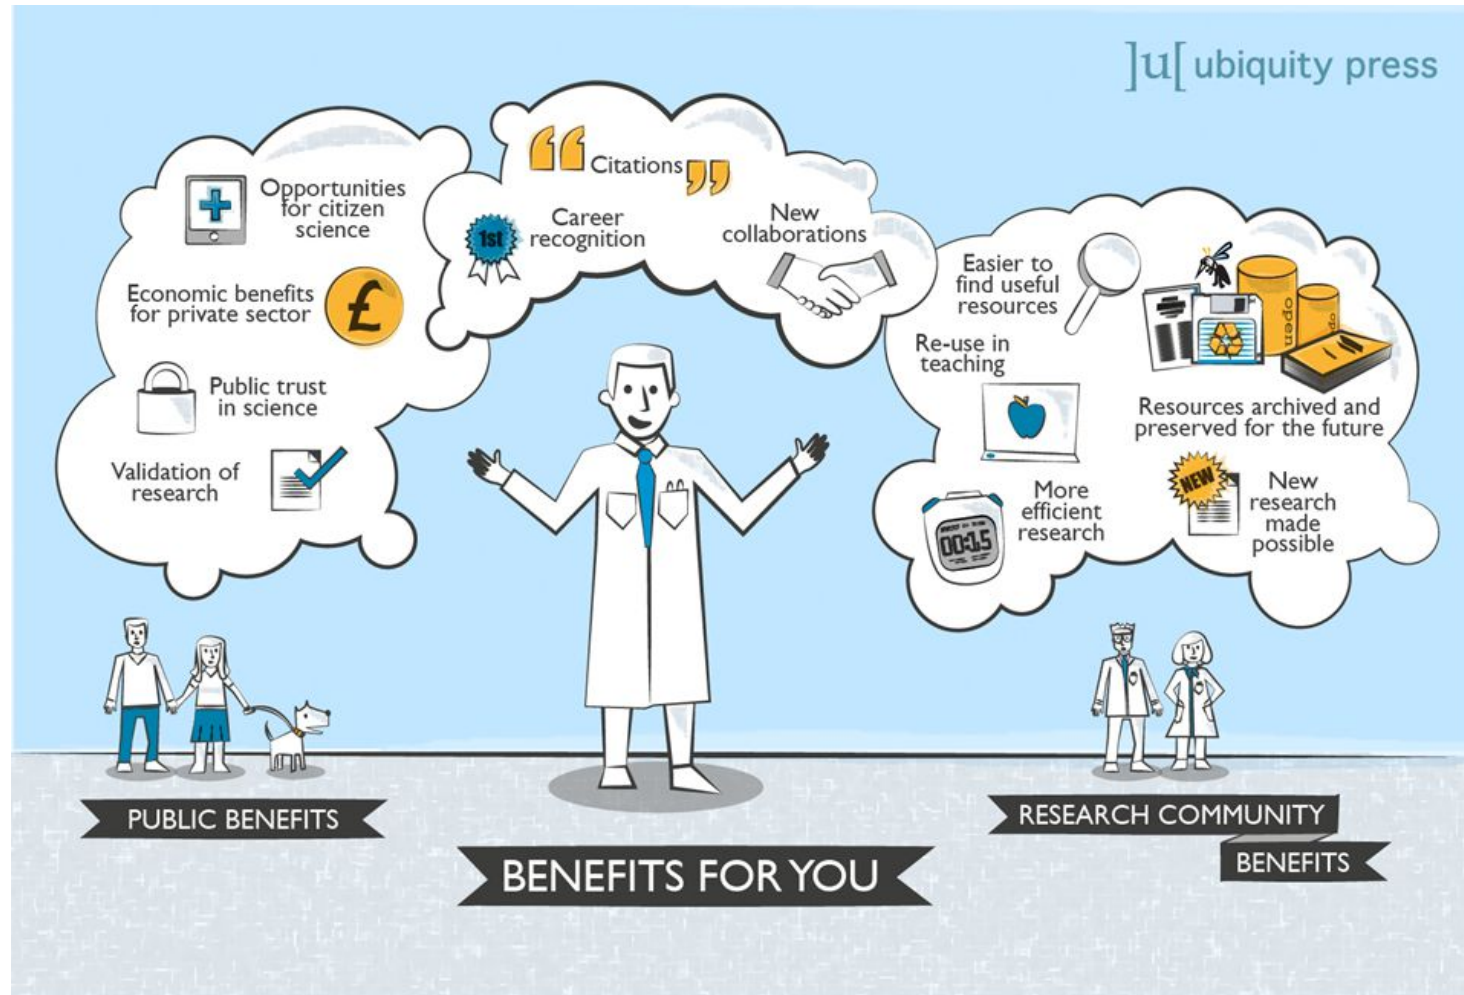 ]u[ ubiquity press
Opportunities
for citizen
science
Economic benefits
for private sector
£
Public trust
in science
Validation of
research
“ Citations ”
1st
Career
recognition
New
collaborations
Easier to
find useful
resources
open
Re-use in
teaching
Resources archived and
preserved for the future
More
efficient
research
00:15
NEW
New
research
made
possible
PUBLIC BENEFITS
BENEFITS FOR YOU
RESEARCH COMMUNITY
BENEFITS